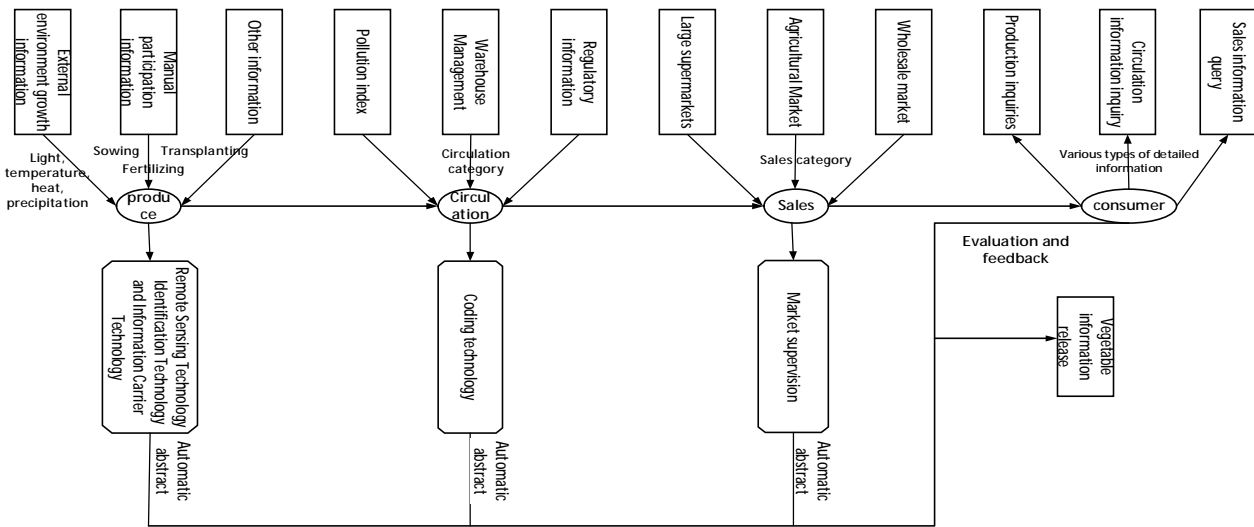 External
environment growth
information
Manual
participation
information
Other information
Pollution index
Warehouse
Management
Regulatory
information
Large supermarkets
Agricultural Market
Wholesale market
Production inquiries
Circulation
information inquiry
Sales information
query
Light,
temperature,
heat,
precipitation
Sowing
Fertilizing
Transplanting
Circulation
category
Sales category
Various types of detailed
information
produ
ce
Circul
ation
Sales
consumer
Evaluation and
feedback
Remote Sensing Technology
Identification Technology
and Information Carrier
Technology
Coding technology
Market supervision
Vegetable
information
release
Automatic
abstract
Automatic
abstract
Automatic
abstract